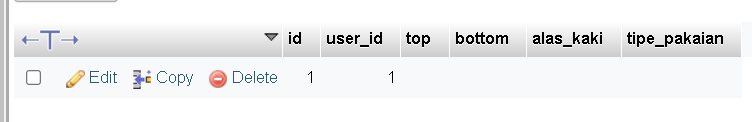 ←T→ id user_id top bottom alas_kaki tipe_pakaian
Edit Copy Delete 1 1